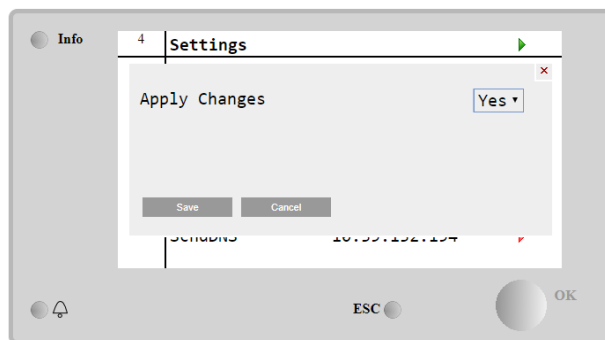 Info
4 Settings
×
Apply Changes Yes
Save Cancel
ESC OK